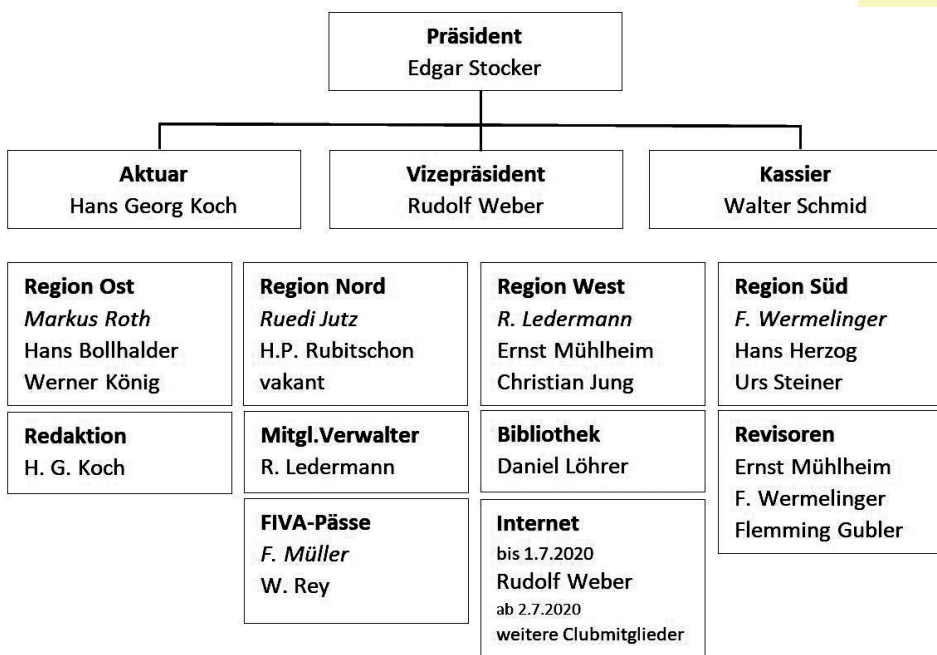 Präsident
Edgar Stocker
Aktuar
Hans Georg Koch
Vizepräsident
Rudolf Weber
Kassier
Walter Schmid
Region Ost
Markus Roth
Hans Bollhalder
Werner König
Region Nord
Ruedi Jutz
H.P. Rubitschon
vakant
Region West
R. Ledermann
Ernst Mühlheim
Christian Jung
Region Süd
F. Wermelinger
Hans Herzog
Urs Steiner
Redaktion
H. G. Koch
Mitgl.Verwalter
R. Ledermann
Bibliothek
Daniel Löhrer
Revisoren
Ernst Mühlheim
F. Wermelinger
Flemming Gubler
FIVA-Pässe
F. Müller
W. Rey
Internet
bis 1.7.2020
Rudolf Weber
ab 2.7.2020
weitere Clubmitglieder